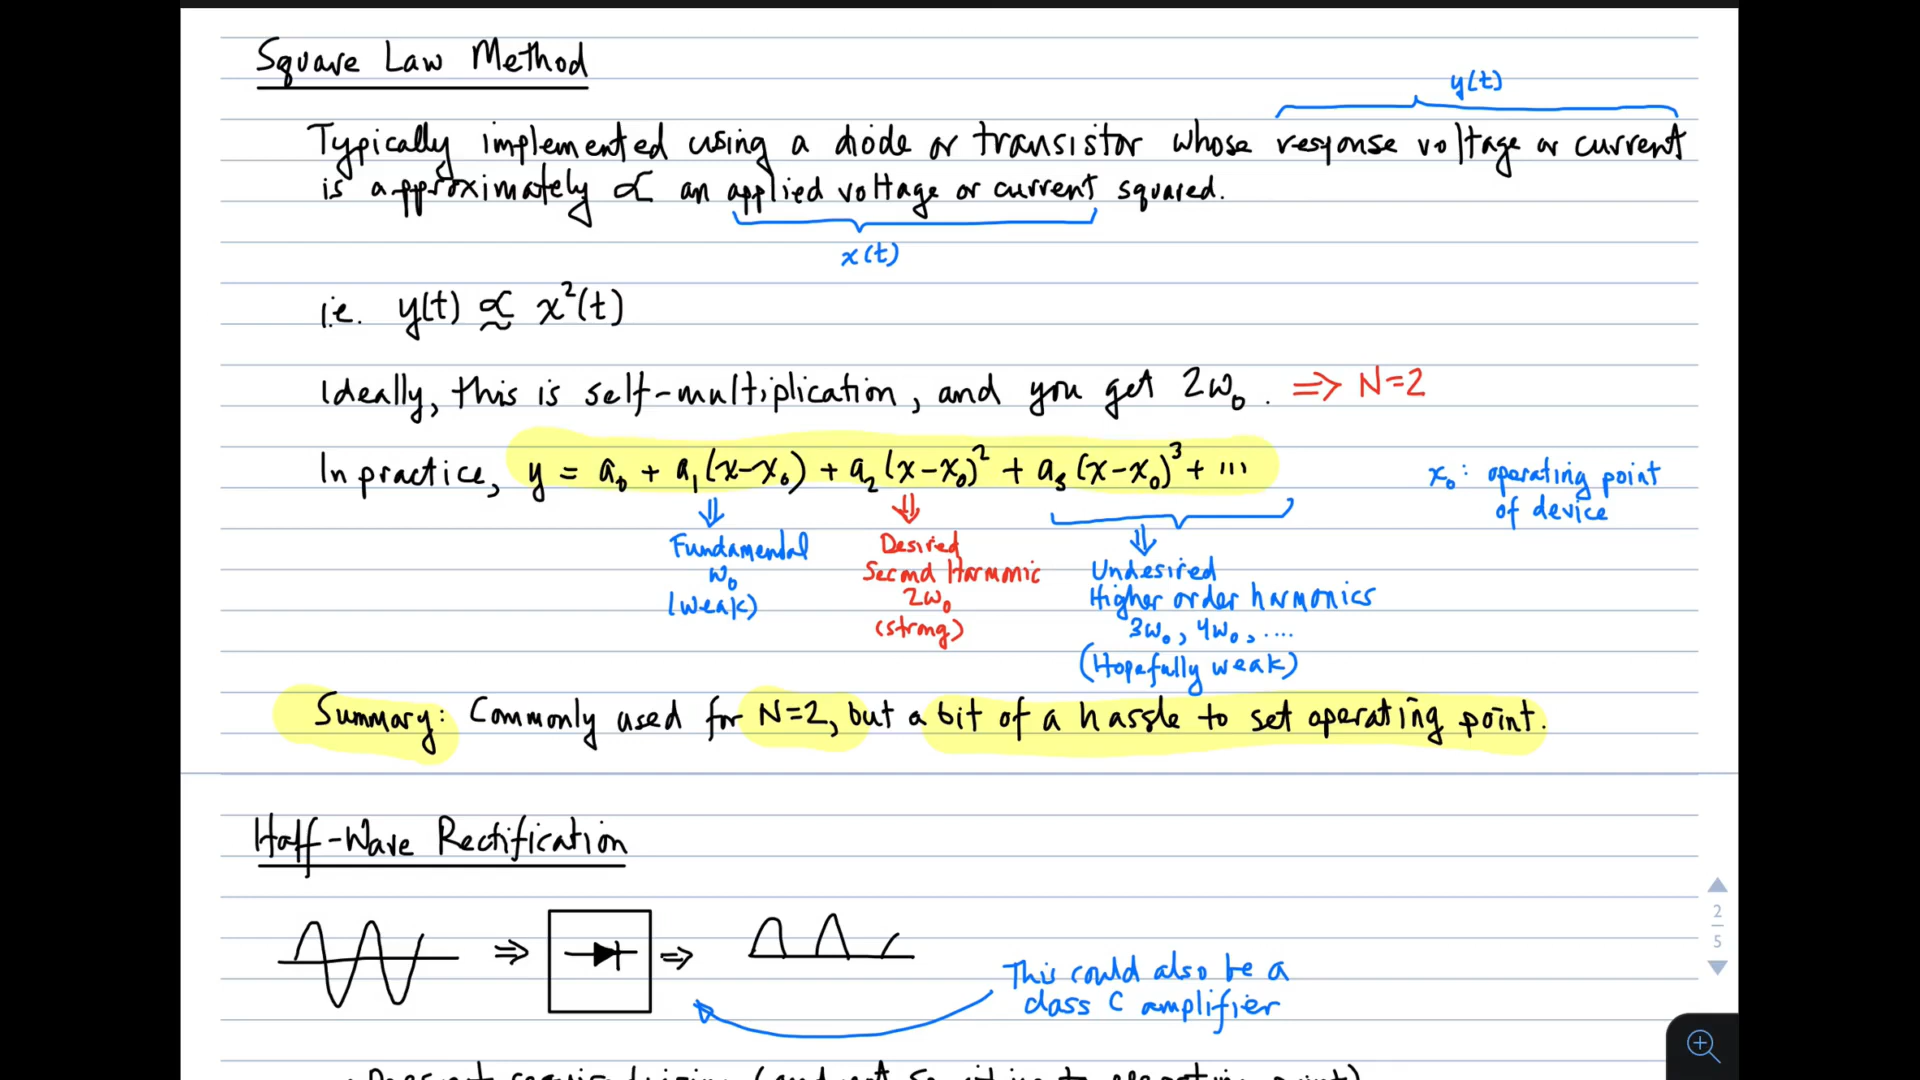 Square Law Method
y(t)
Typically implemented using a diode or transistor whose response voltage or current
is approximately ∝ an applied voltage or current squared.
x(t)
i.e. y(t) ∝ x²(t)
~
Ideally, this is self-multiplication, and you get 2ω₀. ⇒ N=2
In practice, y = a₀ + a₁(x-x₀) + a₂(x-x₀)² + a₃(x-x₀)³ + ...
x₀: operating point
of device
⇓ Fundamental
ω₀
(weak)
⇓ Desired
Second Harmonic
2ω₀
(strong)
⇓ Undesired
Higher order harmonics
3ω₀, 4ω₀, ....
(Hopefully weak)
Summary: Commonly used for N=2, but a bit of a hassle to set operating point.
Half-Wave Rectification
⇒ ⇒
This could also be a
class C amplifier
2
5